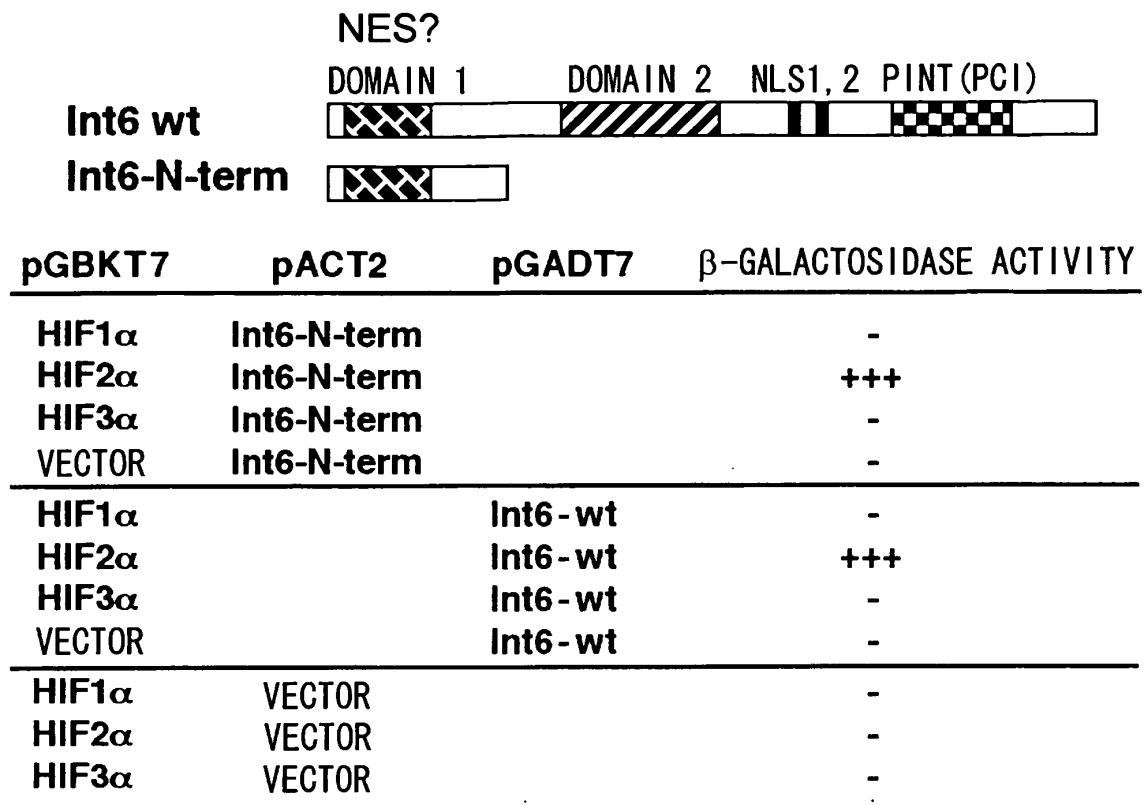 NES?
DOMAIN 1 DOMAIN 2 NLS1, 2 PINT(PCI)
Int6 wt
Int6-N-term
pGBKT7 pACT2 pGADT7 β-GALACTOSIDASE ACTIVITY
HIF1α Int6-N-term -
HIF2α Int6-N-term +++
HIF3α Int6-N-term -
VECTOR Int6-N-term -
HIF1α Int6-wt -
HIF2α Int6-wt +++
HIF3α Int6-wt -
VECTOR Int6-wt -
HIF1α VECTOR -
HIF2α VECTOR -
HIF3α VECTOR -